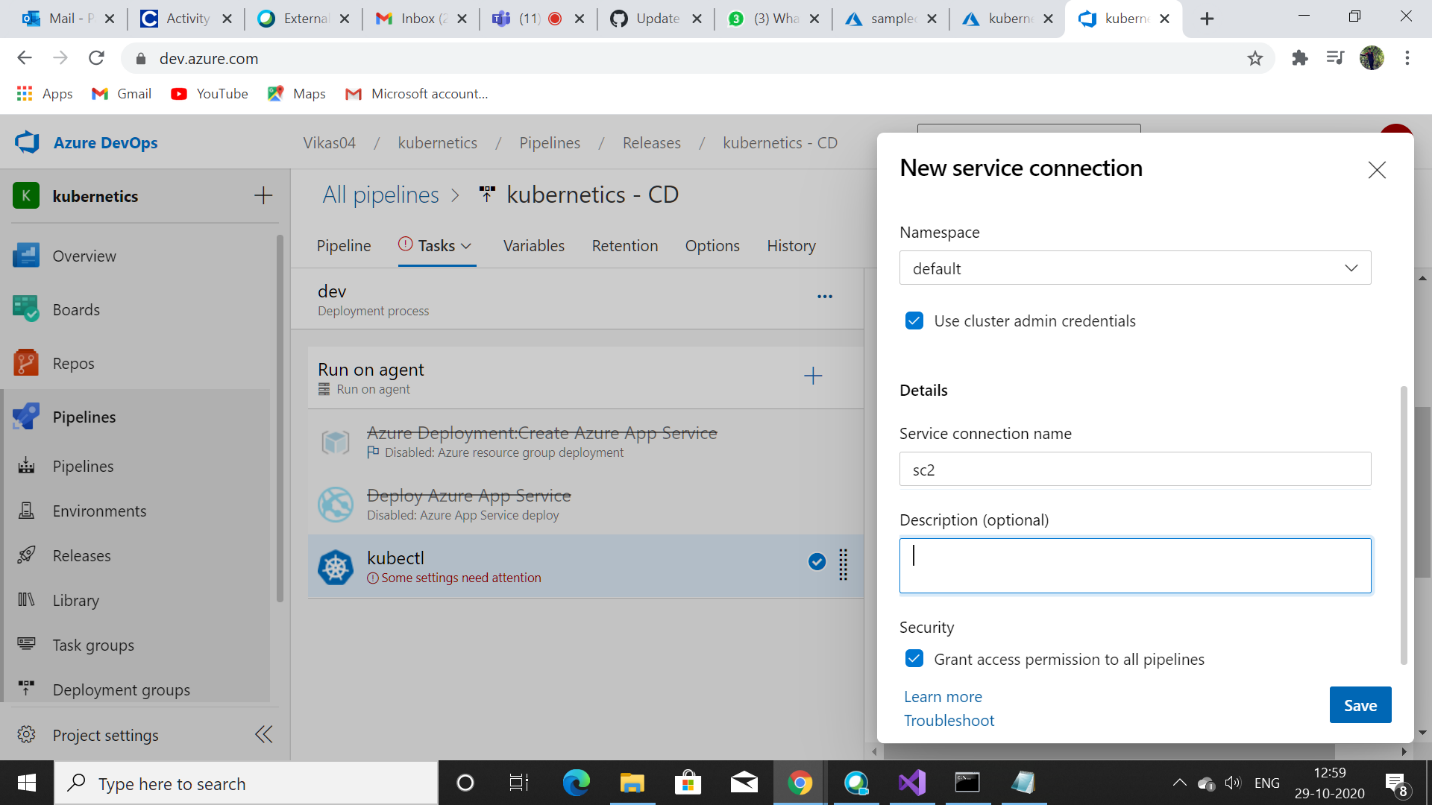 Mail - P
Activity
External
Inbox (2
(11)
Update
(3) Wha
sample
kuberne
kuberne
dev.azure.com
Apps
Gmail
YouTube
Maps
Microsoft account...
Azure DevOps
Vikas04 / kubernetics / Pipelines / Releases / kubernetics - CD
K kubernetics
Overview
Boards
Repos
Pipelines
Pipelines
Environments
Releases
Library
Task groups
Deployment groups
Project settings
All pipelines > kubernetics - CD
Pipeline
Tasks
Variables
Retention
Options
History
dev
Deployment process
Run on agent
Run on agent
Azure Deployment:Create Azure App Service
Disabled: Azure resource group deployment
Deploy Azure App Service
Disabled: Azure App Service deploy
kubectl
Some settings need attention
New service connection
Namespace
default
Use cluster admin credentials
Details
Service connection name
sc2
Description (optional)
Security
Grant access permission to all pipelines
Learn more
Troubleshoot
Save
Type here to search
ENG
12:59
29-10-2020
8